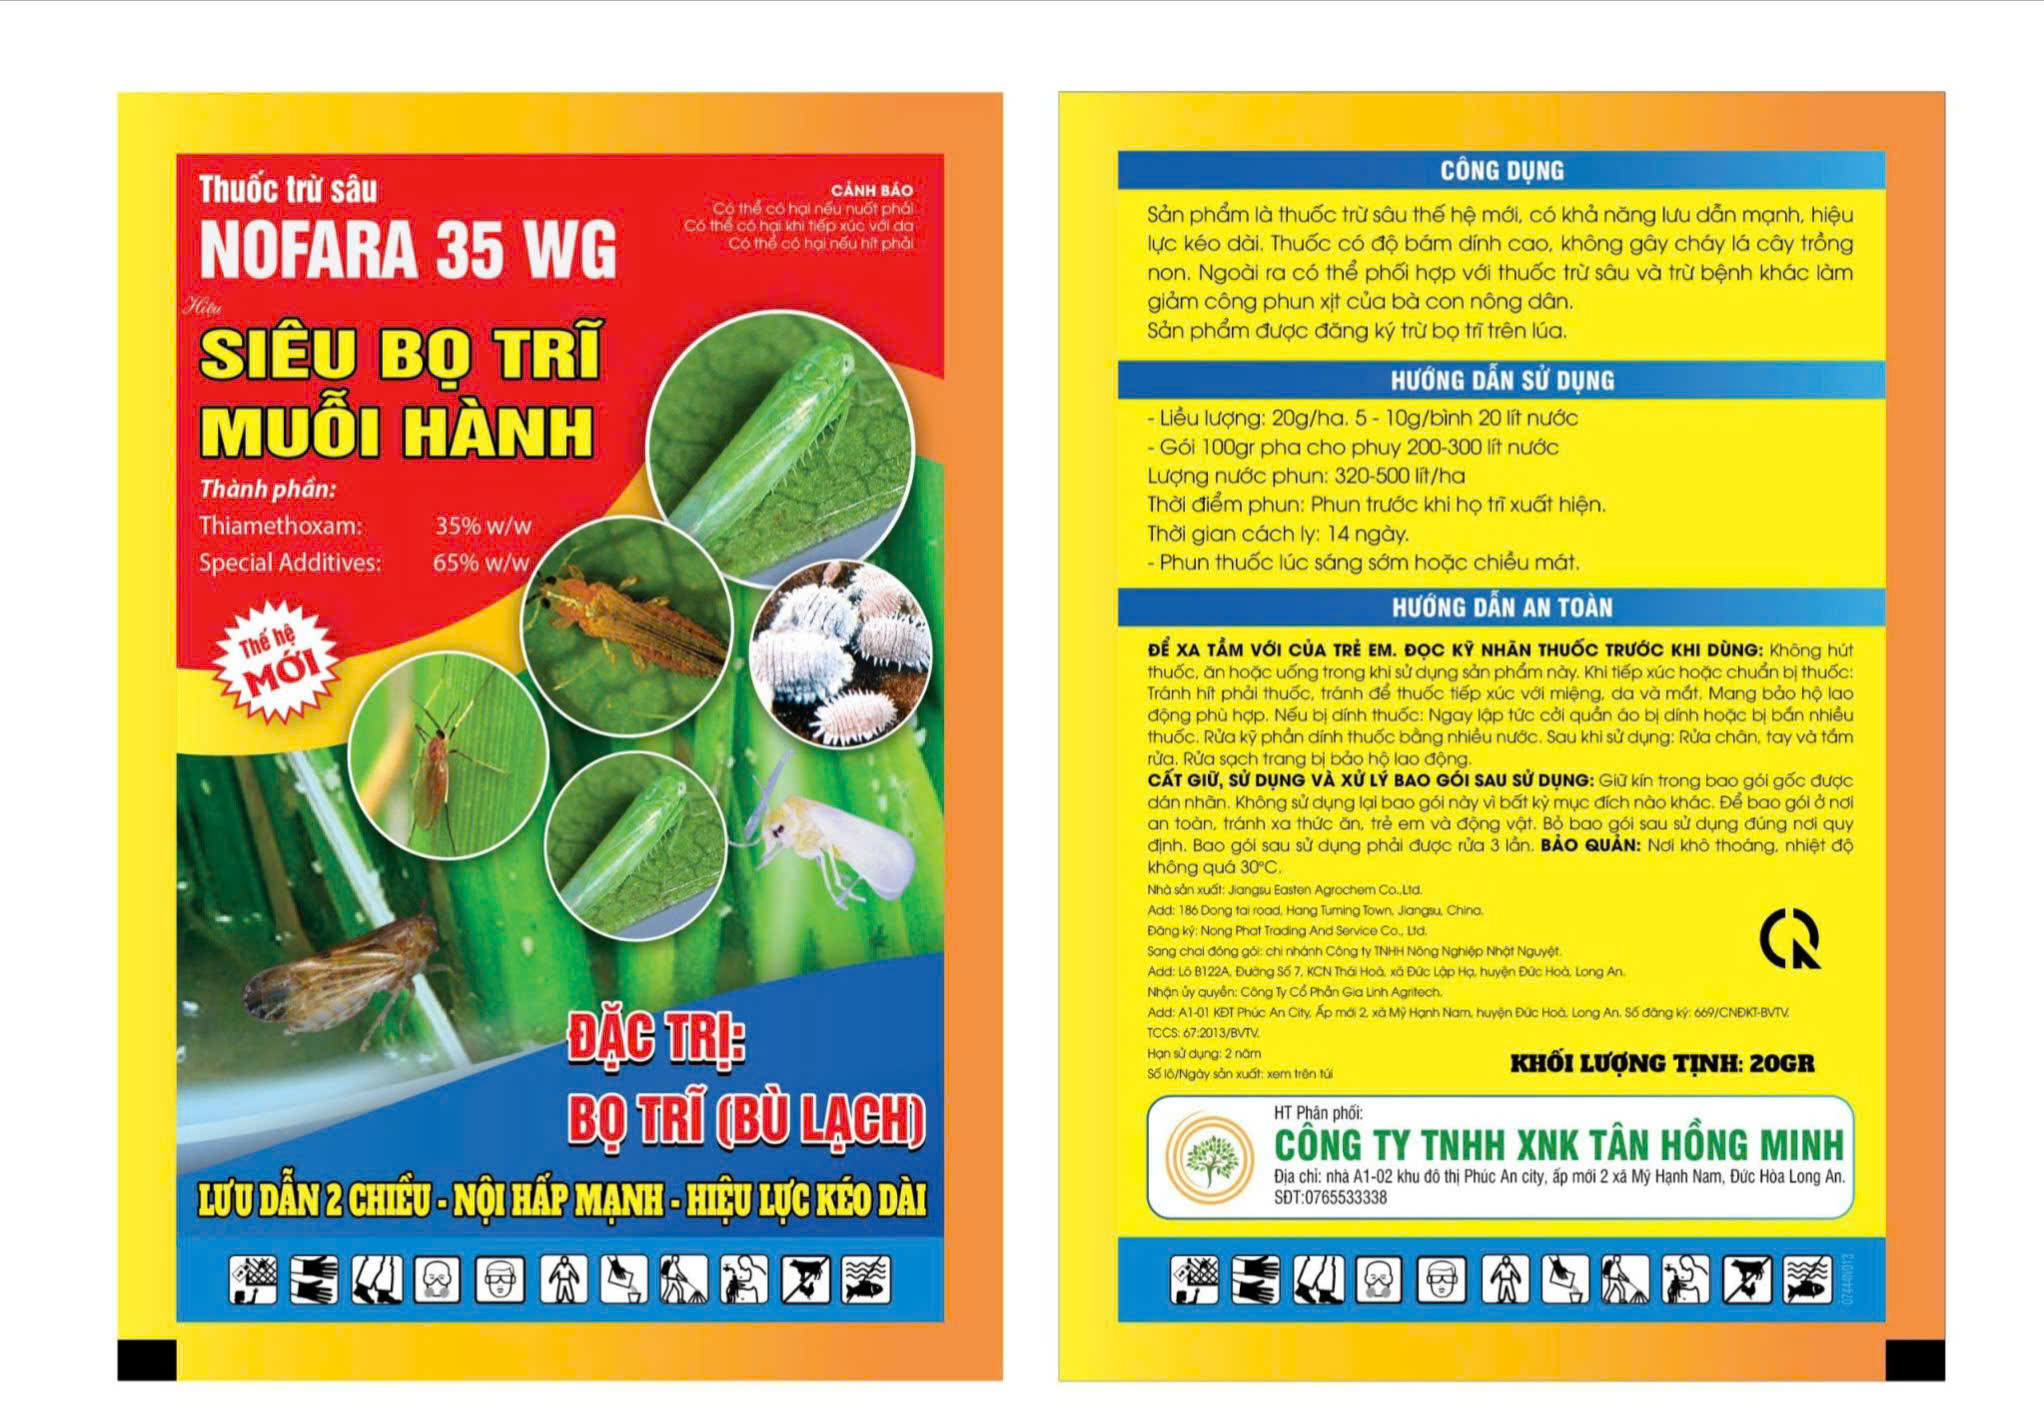 Thuốc trừ sâu
NOFARA 35 WG
CẢNH BÁO
Có thể có hại nếu nuốt phải
Có thể có hại khi tiếp xúc với da
Có thể có hại nếu hít phải
Hiệu
SIÊU BỌ TRĨ
MUỖI HÀNH
Thành phần:
Thiamethoxam: 35% w/w
Special Additives: 65% w/w
Thế hệ
MỚI
ĐẶC TRỊ:
BỌ TRĨ (BÙ LẠCH)
LƯU DẪN 2 CHIỀU - NỘI HẤP MẠNH - HIỆU LỰC KÉO DÀI
CÔNG DỤNG
Sản phẩm là thuốc trừ sâu thế hệ mới, có khả năng lưu dẫn mạnh, hiệu
lực kéo dài. Thuốc có độ bám dính cao, không gây cháy lá cây trồng
non. Ngoài ra có thể phối hợp với thuốc trừ sâu và trừ bệnh khác làm
giảm công phun xịt của bà con nông dân.
Sản phẩm được đăng ký trừ bọ trĩ trên lúa.
HƯỚNG DẪN SỬ DỤNG
- Liều lượng: 20g/ha. 5 - 10g/bình 20 lít nước
- Gói 100gr pha cho phuy 200-300 lít nước
Lượng nước phun: 320-500 lít/ha
Thời điểm phun: Phun trước khi họ trĩ xuất hiện.
Thời gian cách ly: 14 ngày.
- Phun thuốc lúc sáng sớm hoặc chiều mát.
HƯỚNG DẪN AN TOÀN
ĐỂ XA TẦM VỚI CỦA TRẺ EM. ĐỌC KỸ NHÃN THUỐC TRƯỚC KHI DÙNG: Không hút
thuốc, ăn hoặc uống trong khi sử dụng sản phẩm này. Khi tiếp xúc hoặc chuẩn bị thuốc:
Tránh hít phải thuốc, tránh để thuốc tiếp xúc với miệng, da và mắt. Mang bảo hộ lao
động phù hợp. Nếu bị dính thuốc: Ngay lập tức cởi quần áo bị dính hoặc bị bắn nhiều
thuốc. Rửa kỹ phần dính thuốc bằng nhiều nước. Sau khi sử dụng: Rửa chân, tay và tắm
rửa. Rửa sạch trang bị bảo hộ lao động.
CẤT GIỮ, SỬ DỤNG VÀ XỬ LÝ BAO GÓI SAU SỬ DỤNG: Giữ kín trong bao gói gốc được
dán nhãn. Không sử dụng lại bao gói này vì bất kỳ mục đích nào khác. Để bao gói ở nơi
an toàn, tránh xa thức ăn, trẻ em và động vật. Bỏ bao gói sau sử dụng đúng nơi quy
định. Bao gói sau sử dụng phải được rửa 3 lần. BẢO QUẢN: Nơi khô thoáng, nhiệt độ
không quá 30°C.
Nhà sản xuất: Jiangsu Easten Agrochem Co.,Ltd.
Add: 186 Dong tai road, Hang Tuming Town, Jiangsu, China.
Đăng ký: Nong Phat Trading And Service Co., Ltd.
Sang chai đóng gói: chi nhánh Công ty TNHH Nông Nghiệp Nhật Nguyệt.
Add: Lô B122A, Đường Số 7, KCN Thái Hoà, xã Đức Lập Hạ, huyện Đức Hoà, Long An.
Nhận ủy quyền: Công Ty Cổ Phần Gia Linh Agritech.
Add: A1-01 KĐT Phúc An City, Ấp mới 2, xã Mỹ Hạnh Nam, huyện Đức Hoà, Long An. Số đăng ký: 669/CNĐKT-BVTV.
TCCS: 67:2013/BVTV.
Hạn sử dụng: 2 năm
Số lô/Ngày sản xuất: xem trên túi
KHỐI LƯỢNG TỊNH: 20GR
HT Phân phối:
CÔNG TY TNHH XNK TÂN HỒNG MINH
Địa chỉ: nhà A1-02 khu đô thị Phúc An city, ấp mới 2 xã Mỹ Hạnh Nam, Đức Hòa Long An.
SĐT:0765533338